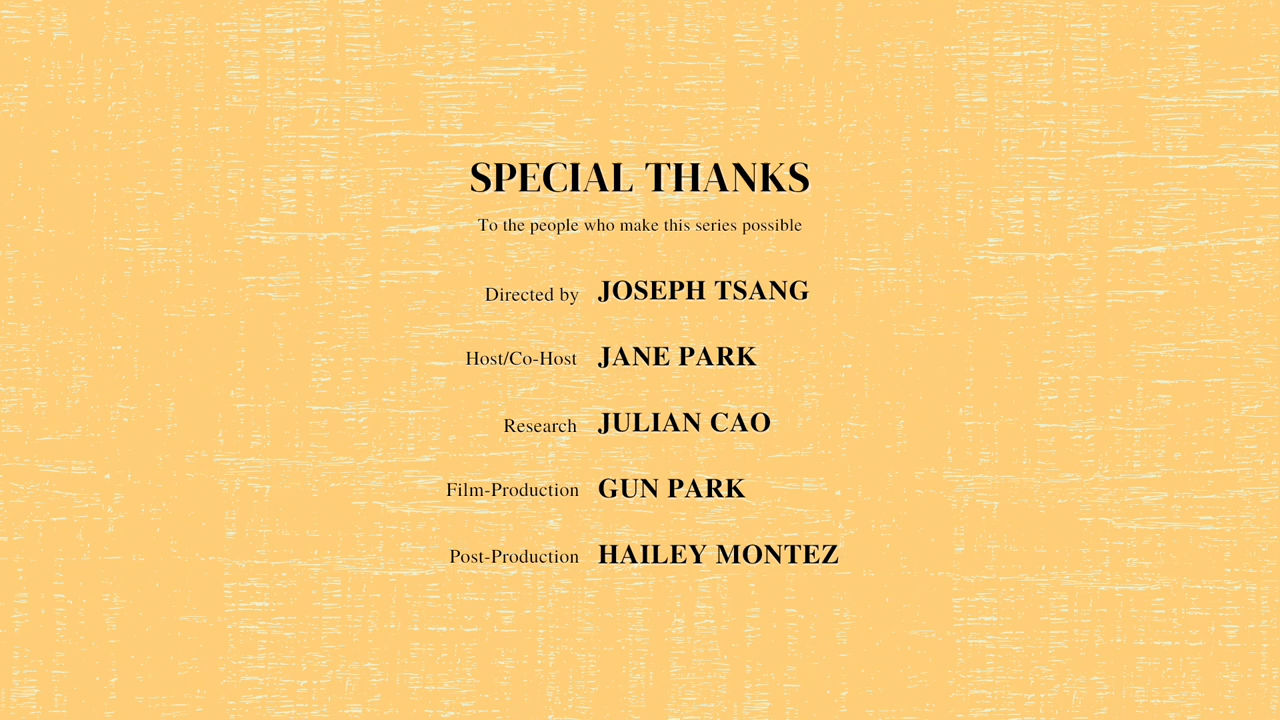 SPECIAL THANKS
To the people who make this series possible
Directed by JOSEPH TSANG
Host/Co-Host JANE PARK
Research JULIAN CAO
Film-Production GUN PARK
Post-Production HAILEY MONTEZ